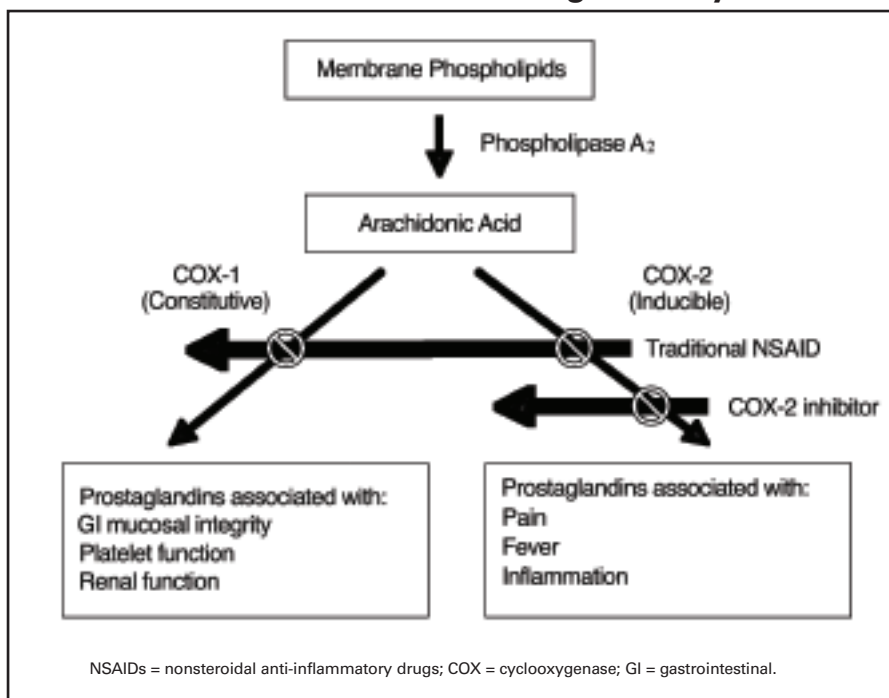 Membrane Phospholipids
Phospholipase A₂
Arachidonic Acid
COX-1
(Constitutive)
COX-2
(Inducible)
Traditional NSAID
COX-2 inhibitor
Prostaglandins associated with:
GI mucosal integrity
Platelet function
Renal function
Prostaglandins associated with:
Pain
Fever
Inflammation
NSAIDs = nonsteroidal anti-inflammatory drugs; COX = cyclooxygenase; GI = gastrointestinal.